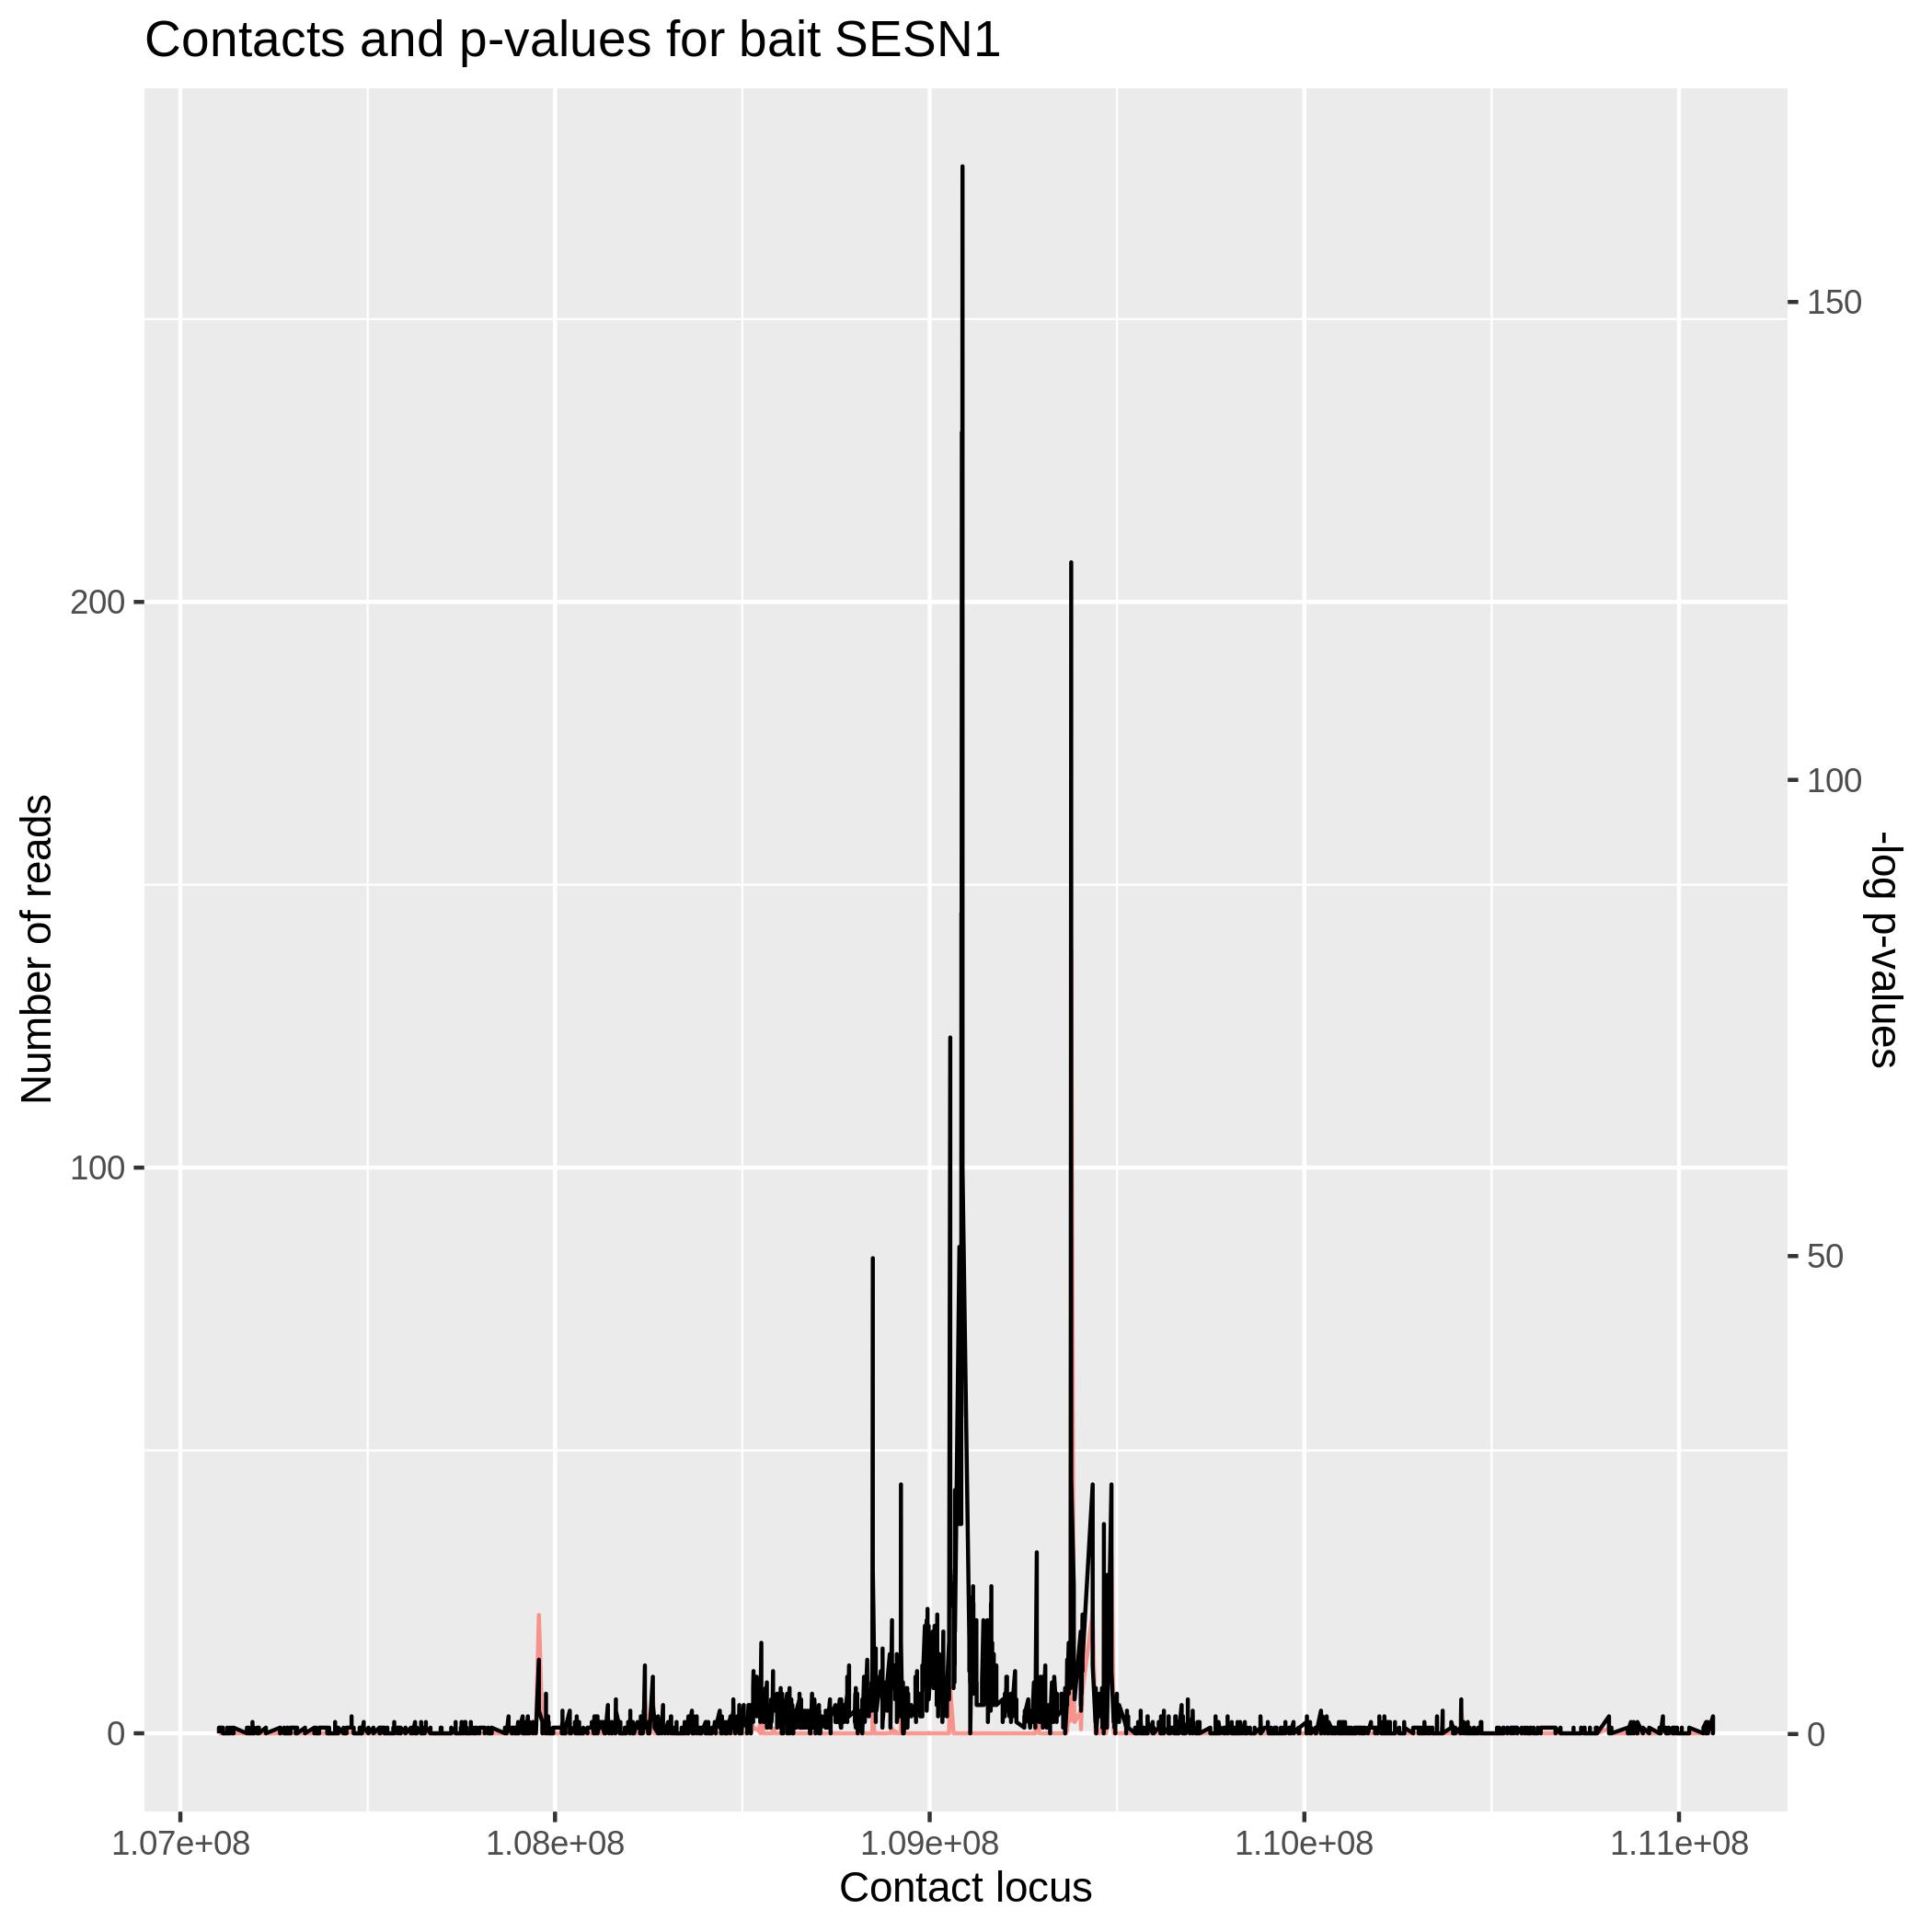 Contacts and p-values for bait SESN1
Number of reads
200
100
0
150
100
50
0
-log p-values
1.07e+08 1.08e+08 1.09e+08 1.10e+08 1.11e+08
Contact locus